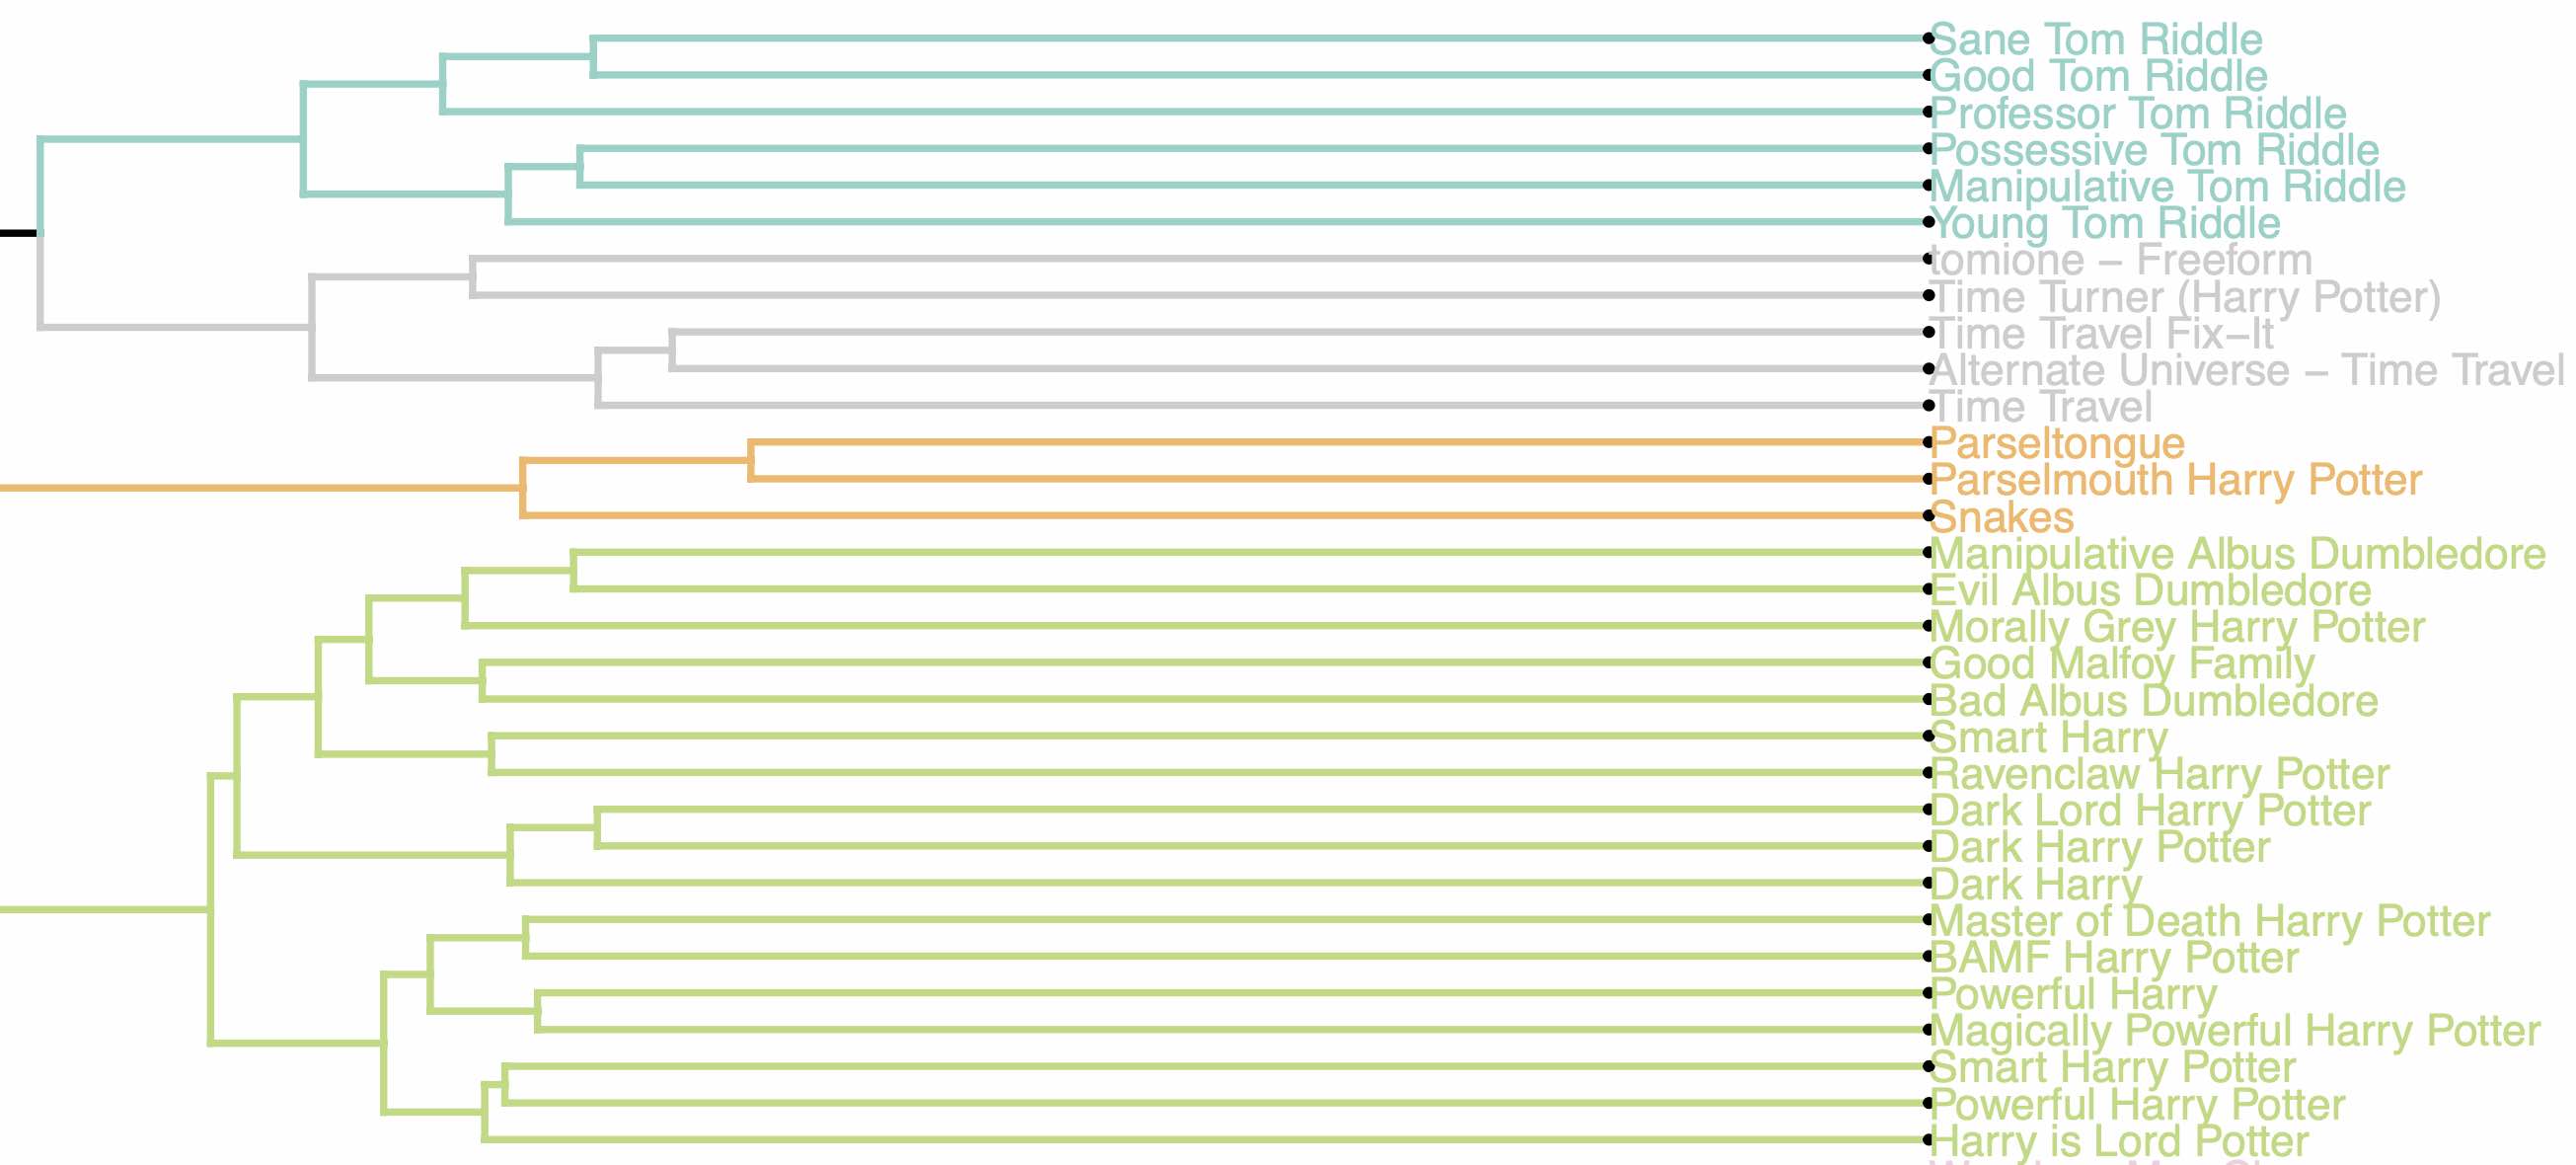 Sane Tom Riddle
Good Tom Riddle
Professor Tom Riddle
Possessive Tom Riddle
Manipulative Tom Riddle
Young Tom Riddle
tomione – Freeform
Time Turner (Harry Potter)
Time Travel Fix–It
Alternate Universe – Time Travel
Time Travel
Parseltongue
Parselmouth Harry Potter
Snakes
Manipulative Albus Dumbledore
Evil Albus Dumbledore
Morally Grey Harry Potter
Good Malfoy Family
Bad Albus Dumbledore
Smart Harry
Ravenclaw Harry Potter
Dark Lord Harry Potter
Dark Harry Potter
Dark Harry
Master of Death Harry Potter
BAMF Harry Potter
Powerful Harry
Magically Powerful Harry Potter
Smart Harry Potter
Powerful Harry Potter
Harry is Lord Potter